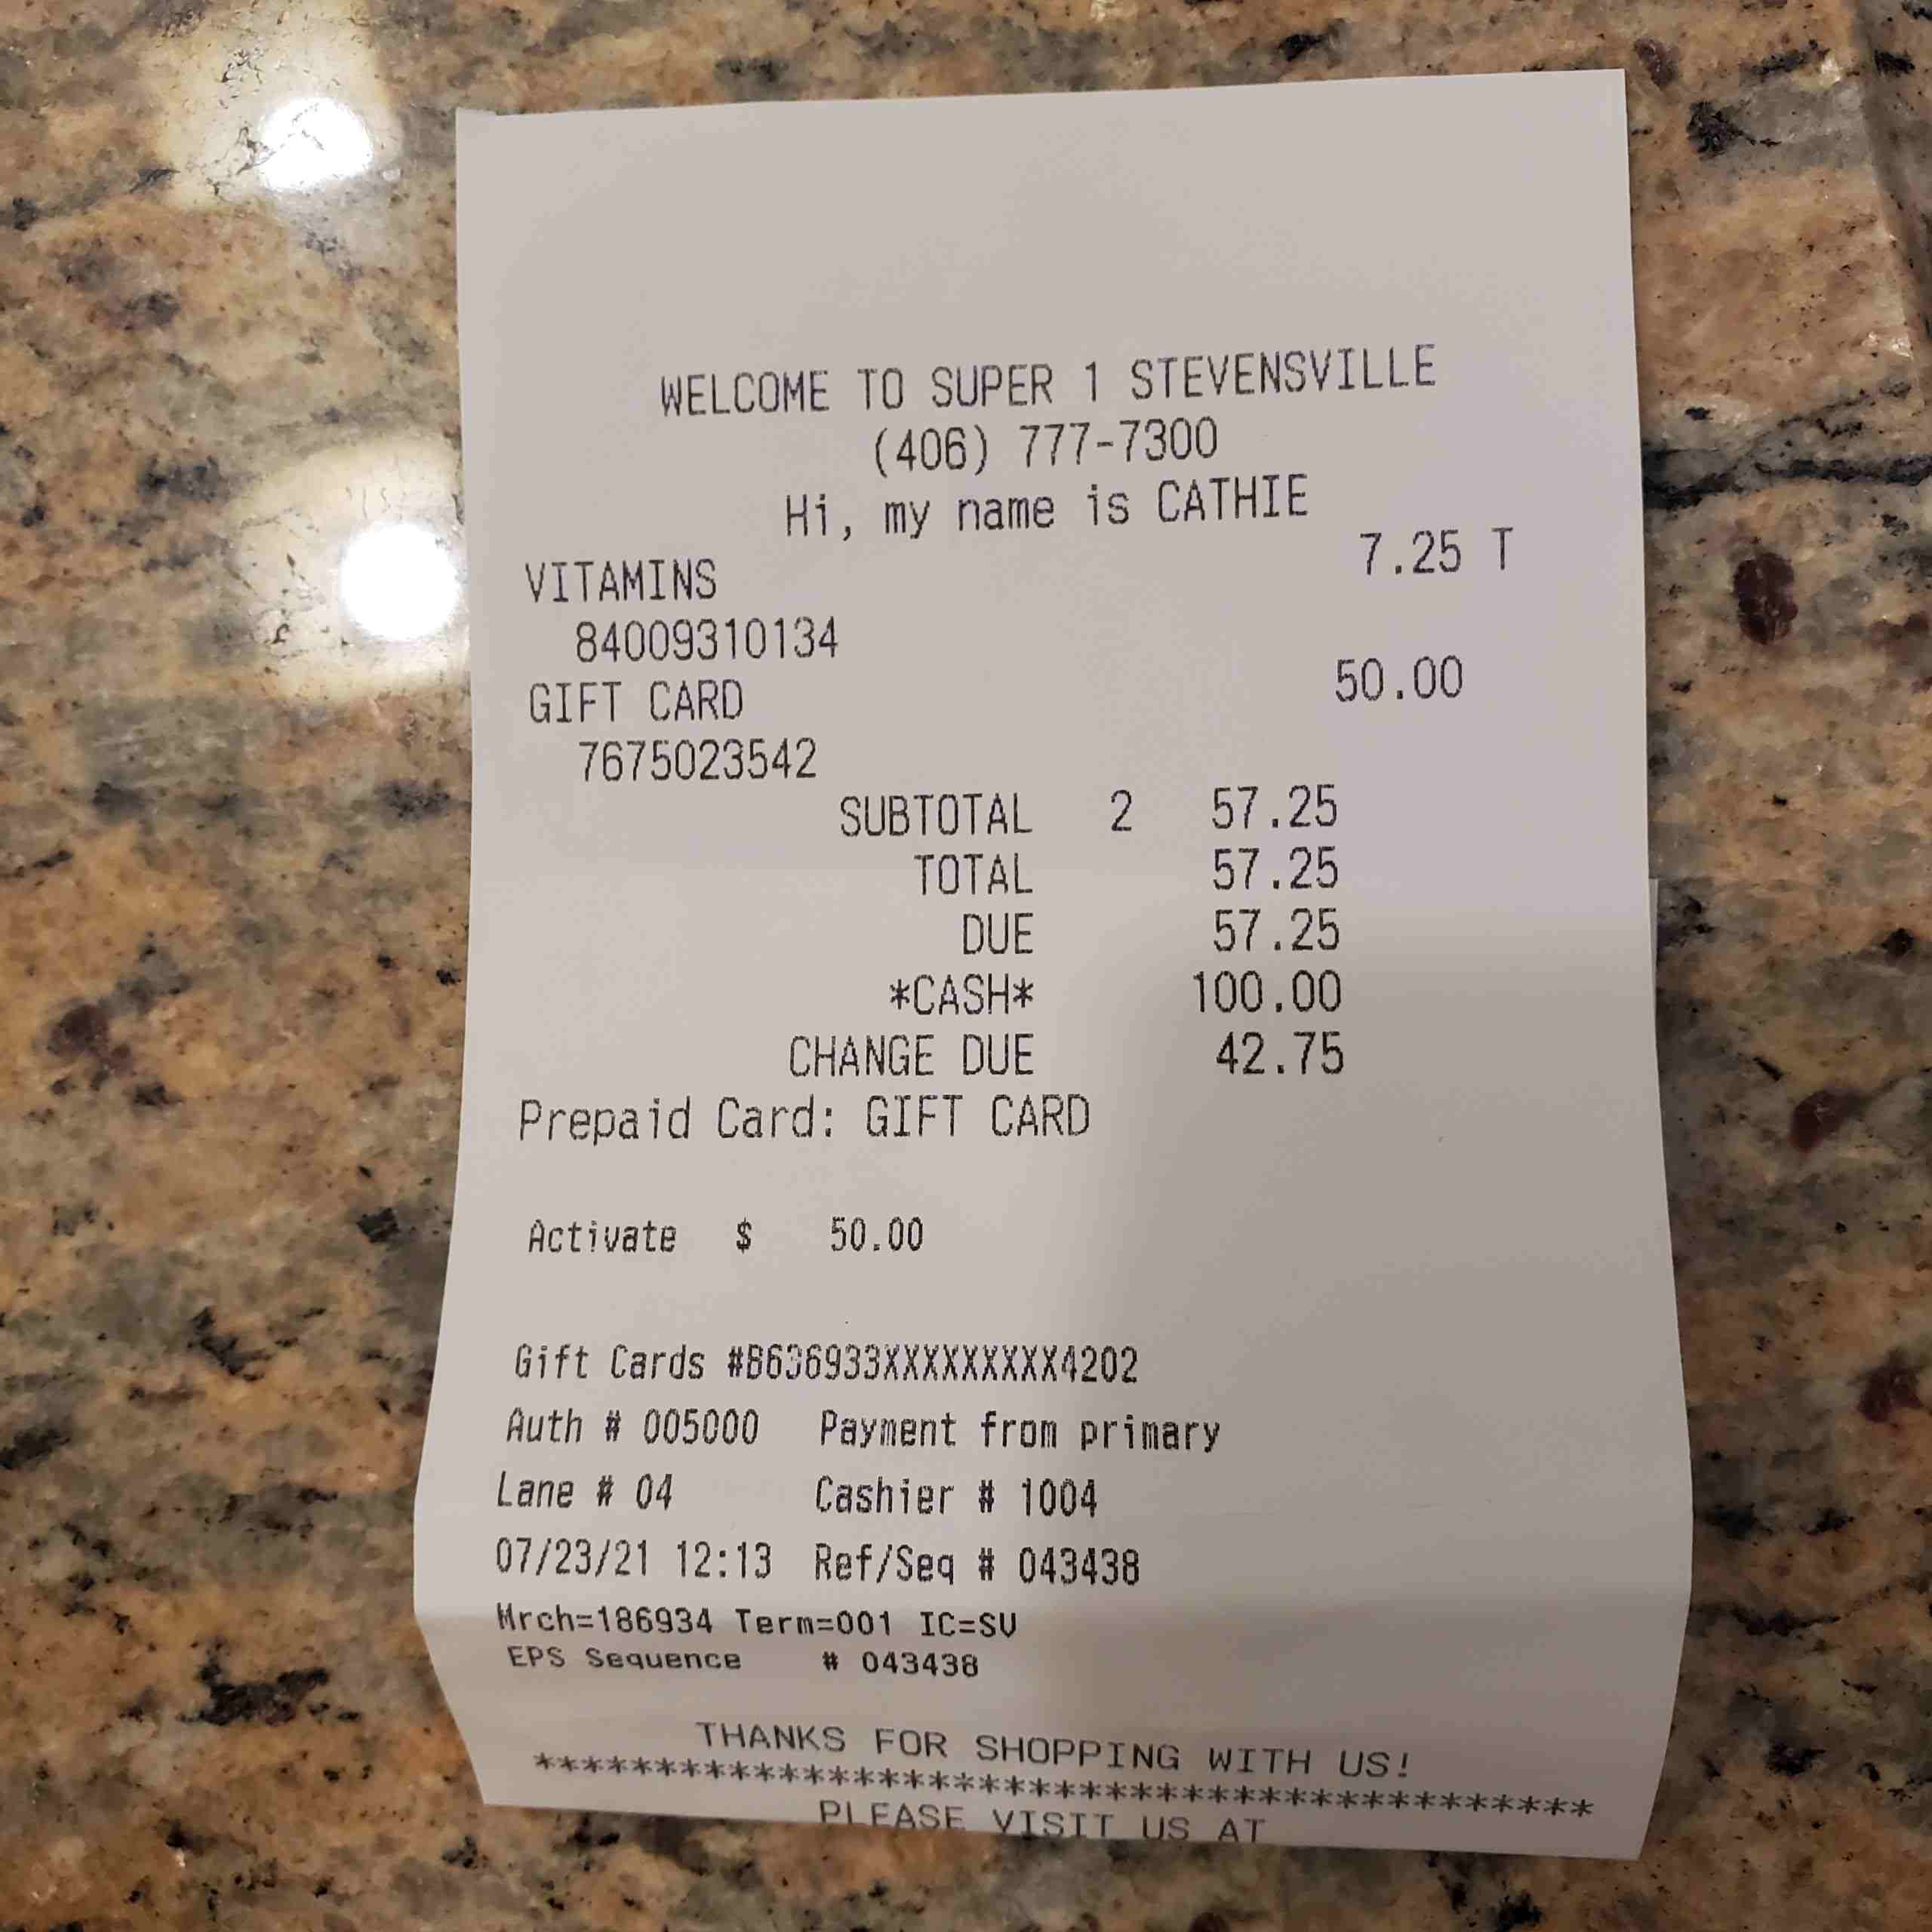 WELCOME TO SUPER 1 STEVENSVILLE
(406) 777-7300
Hi, my name is CATHIE
VITAMINS 7.25 T
84009310134
GIFT CARD 50.00
7675023542
SUBTOTAL 2 57.25
TOTAL 57.25
DUE 57.25
*CASH* 100.00
CHANGE DUE 42.75
Prepaid Card: GIFT CARD
Activate $ 50.00
Gift Cards #B636933XXXXXXXXX4202
Auth # 005000 Payment from primary
Lane # 04 Cashier # 1004
07/23/21 12:13 Ref/Seq # 043438
Mrch=186934 Term=001 IC=SV
EPS Sequence # 043438
THANKS FOR SHOPPING WITH US!
*******************************************
PLEASE VISIT US AT